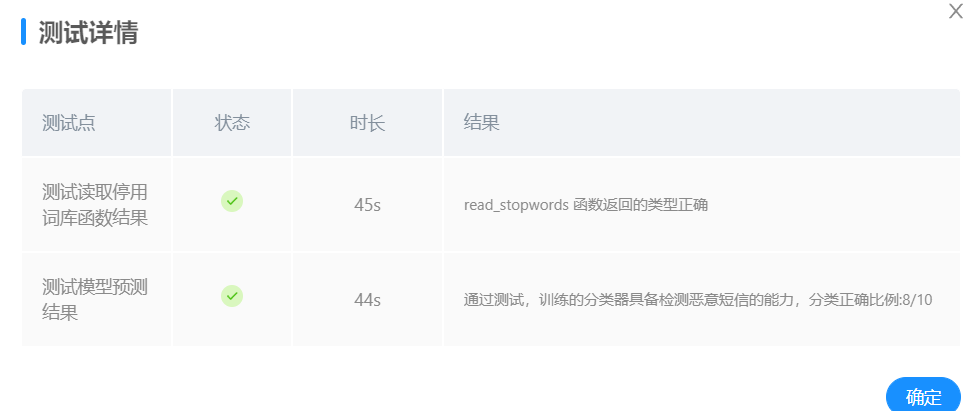 测试详情
测试点
状态
时长
结果
测试读取停用
词库函数结果
45s
read_stopwords 函数返回的类型正确
测试模型预测
结果
44s
通过测试，训练的分类器具备检测恶意短信的能力，分类正确比例:8/10
确定